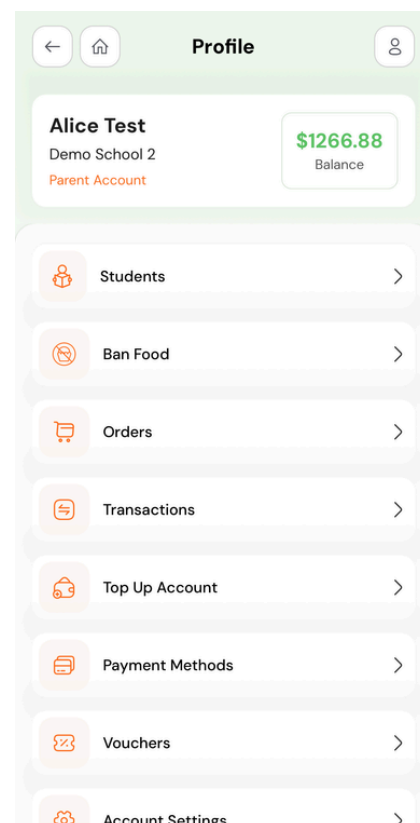 Profile
Alice Test
Demo School 2
Parent Account
$1266.88
Balance
Students
Ban Food
Orders
Transactions
Top Up Account
Payment Methods
Vouchers
Account Settings